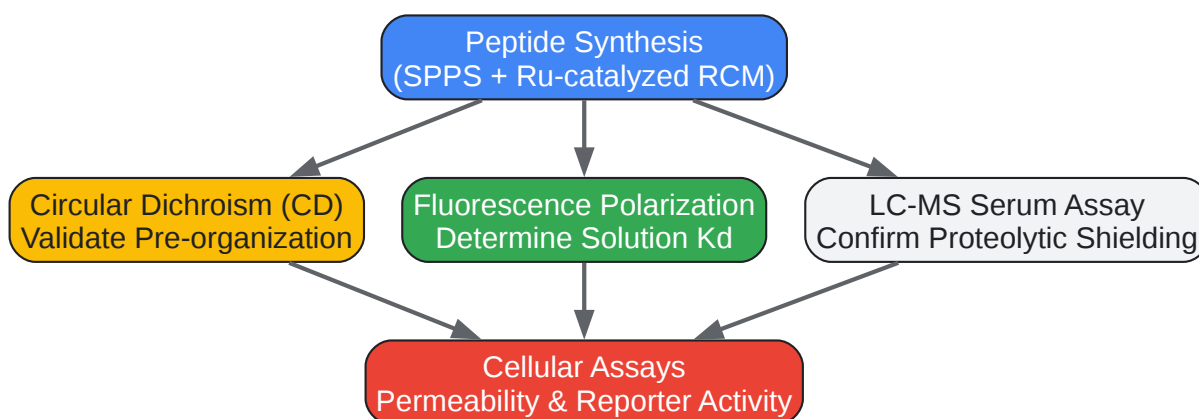 Peptide Synthesis
(SPPS + Ru-catalyzed RCM)
Circular Dichroism (CD)
Validate Pre-organization
Fluorescence Polarization
Determine Solution Kd
LC-MS Serum Assay
Confirm Proteolytic Shielding
Cellular Assays
Permeability & Reporter Activity